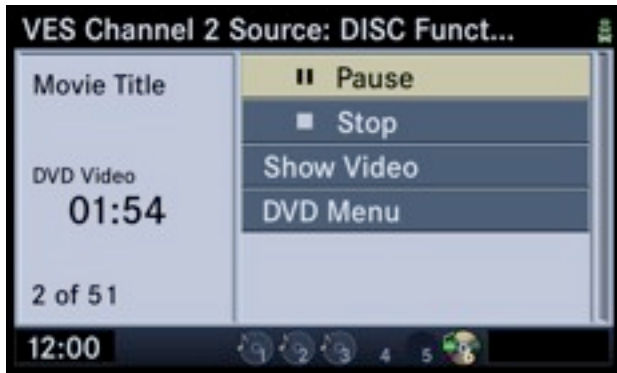 VES Channel 2 Source: DISC Funct...
Movie Title
Pause
Stop
Show Video
DVD Video
01:54
DVD Menu
2 of 51
12:00
1 2 3 4 5 6